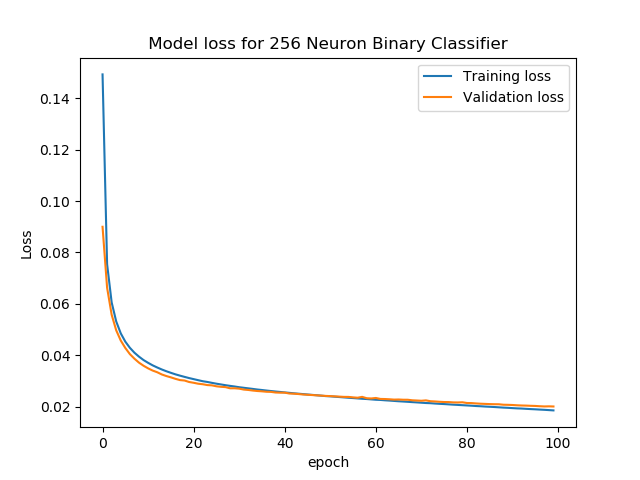 Model loss for 256 Neuron Binary Classifier
Training loss
Validation loss
0.14
0.12
0.10
0.08
0.06
0.04
0.02
Loss
0 20 40 60 80 100
epoch